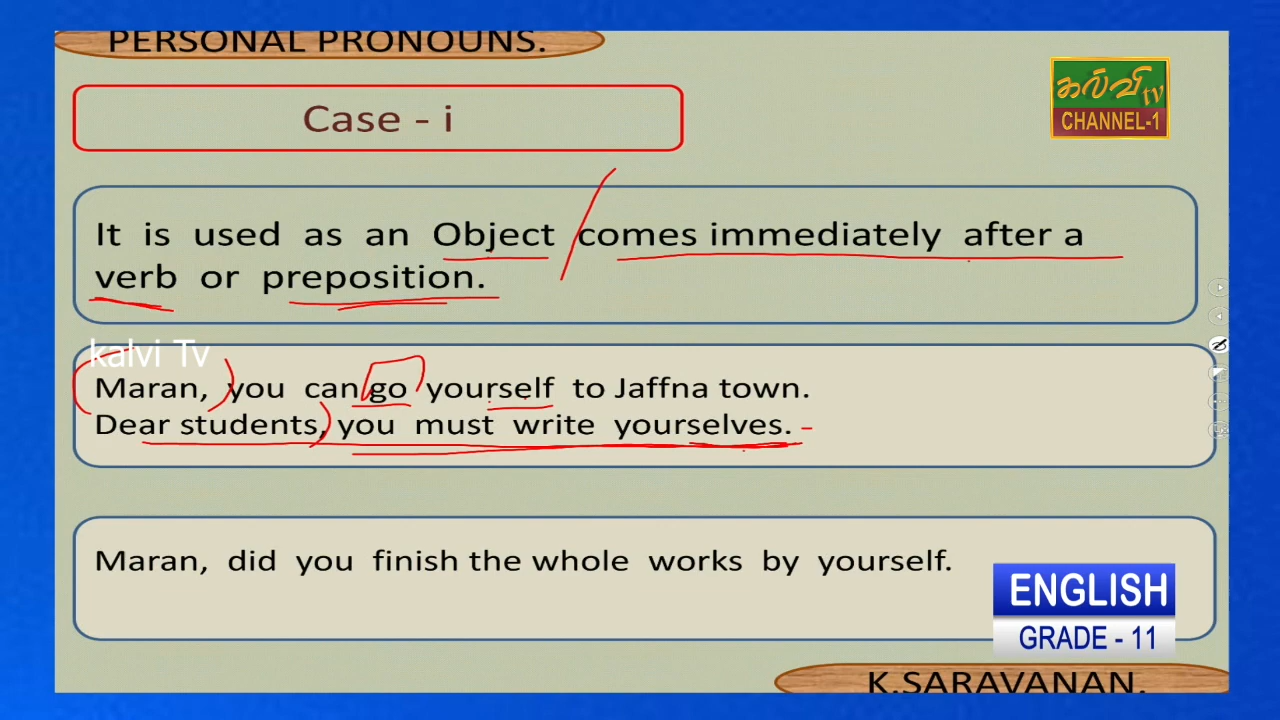 PERSONAL PRONOUNS.
Case - i
கல்வி tv
CHANNEL-1
It is used as an Object comes immediately after a
verb or preposition.
kalvi Tv
Maran, you can go yourself to Jaffna town.
Dear students, you must write yourselves.
Maran, did you finish the whole works by yourself.
ENGLISH
GRADE - 11
K.SARAVANAN.